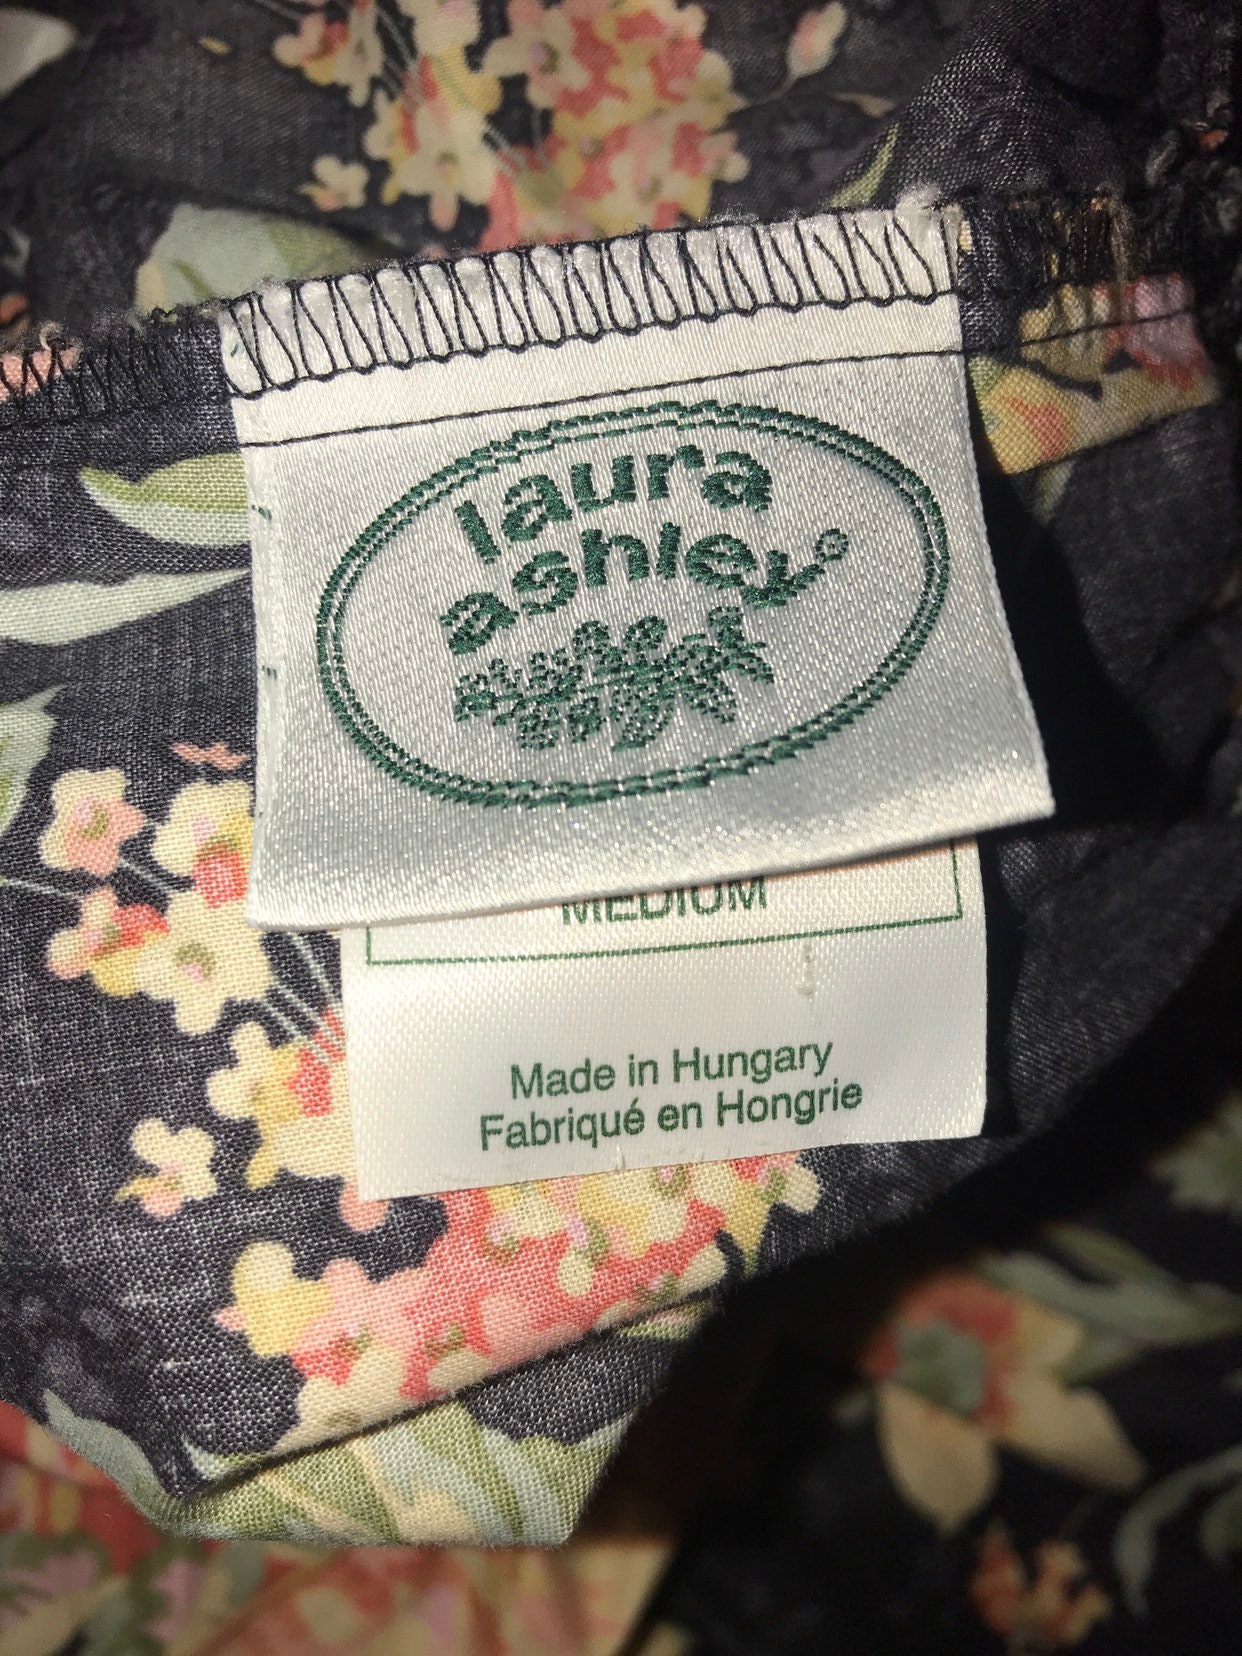 laura
ashley®
MEDIUM
Made in Hungary
Fabriqué en Hongrie